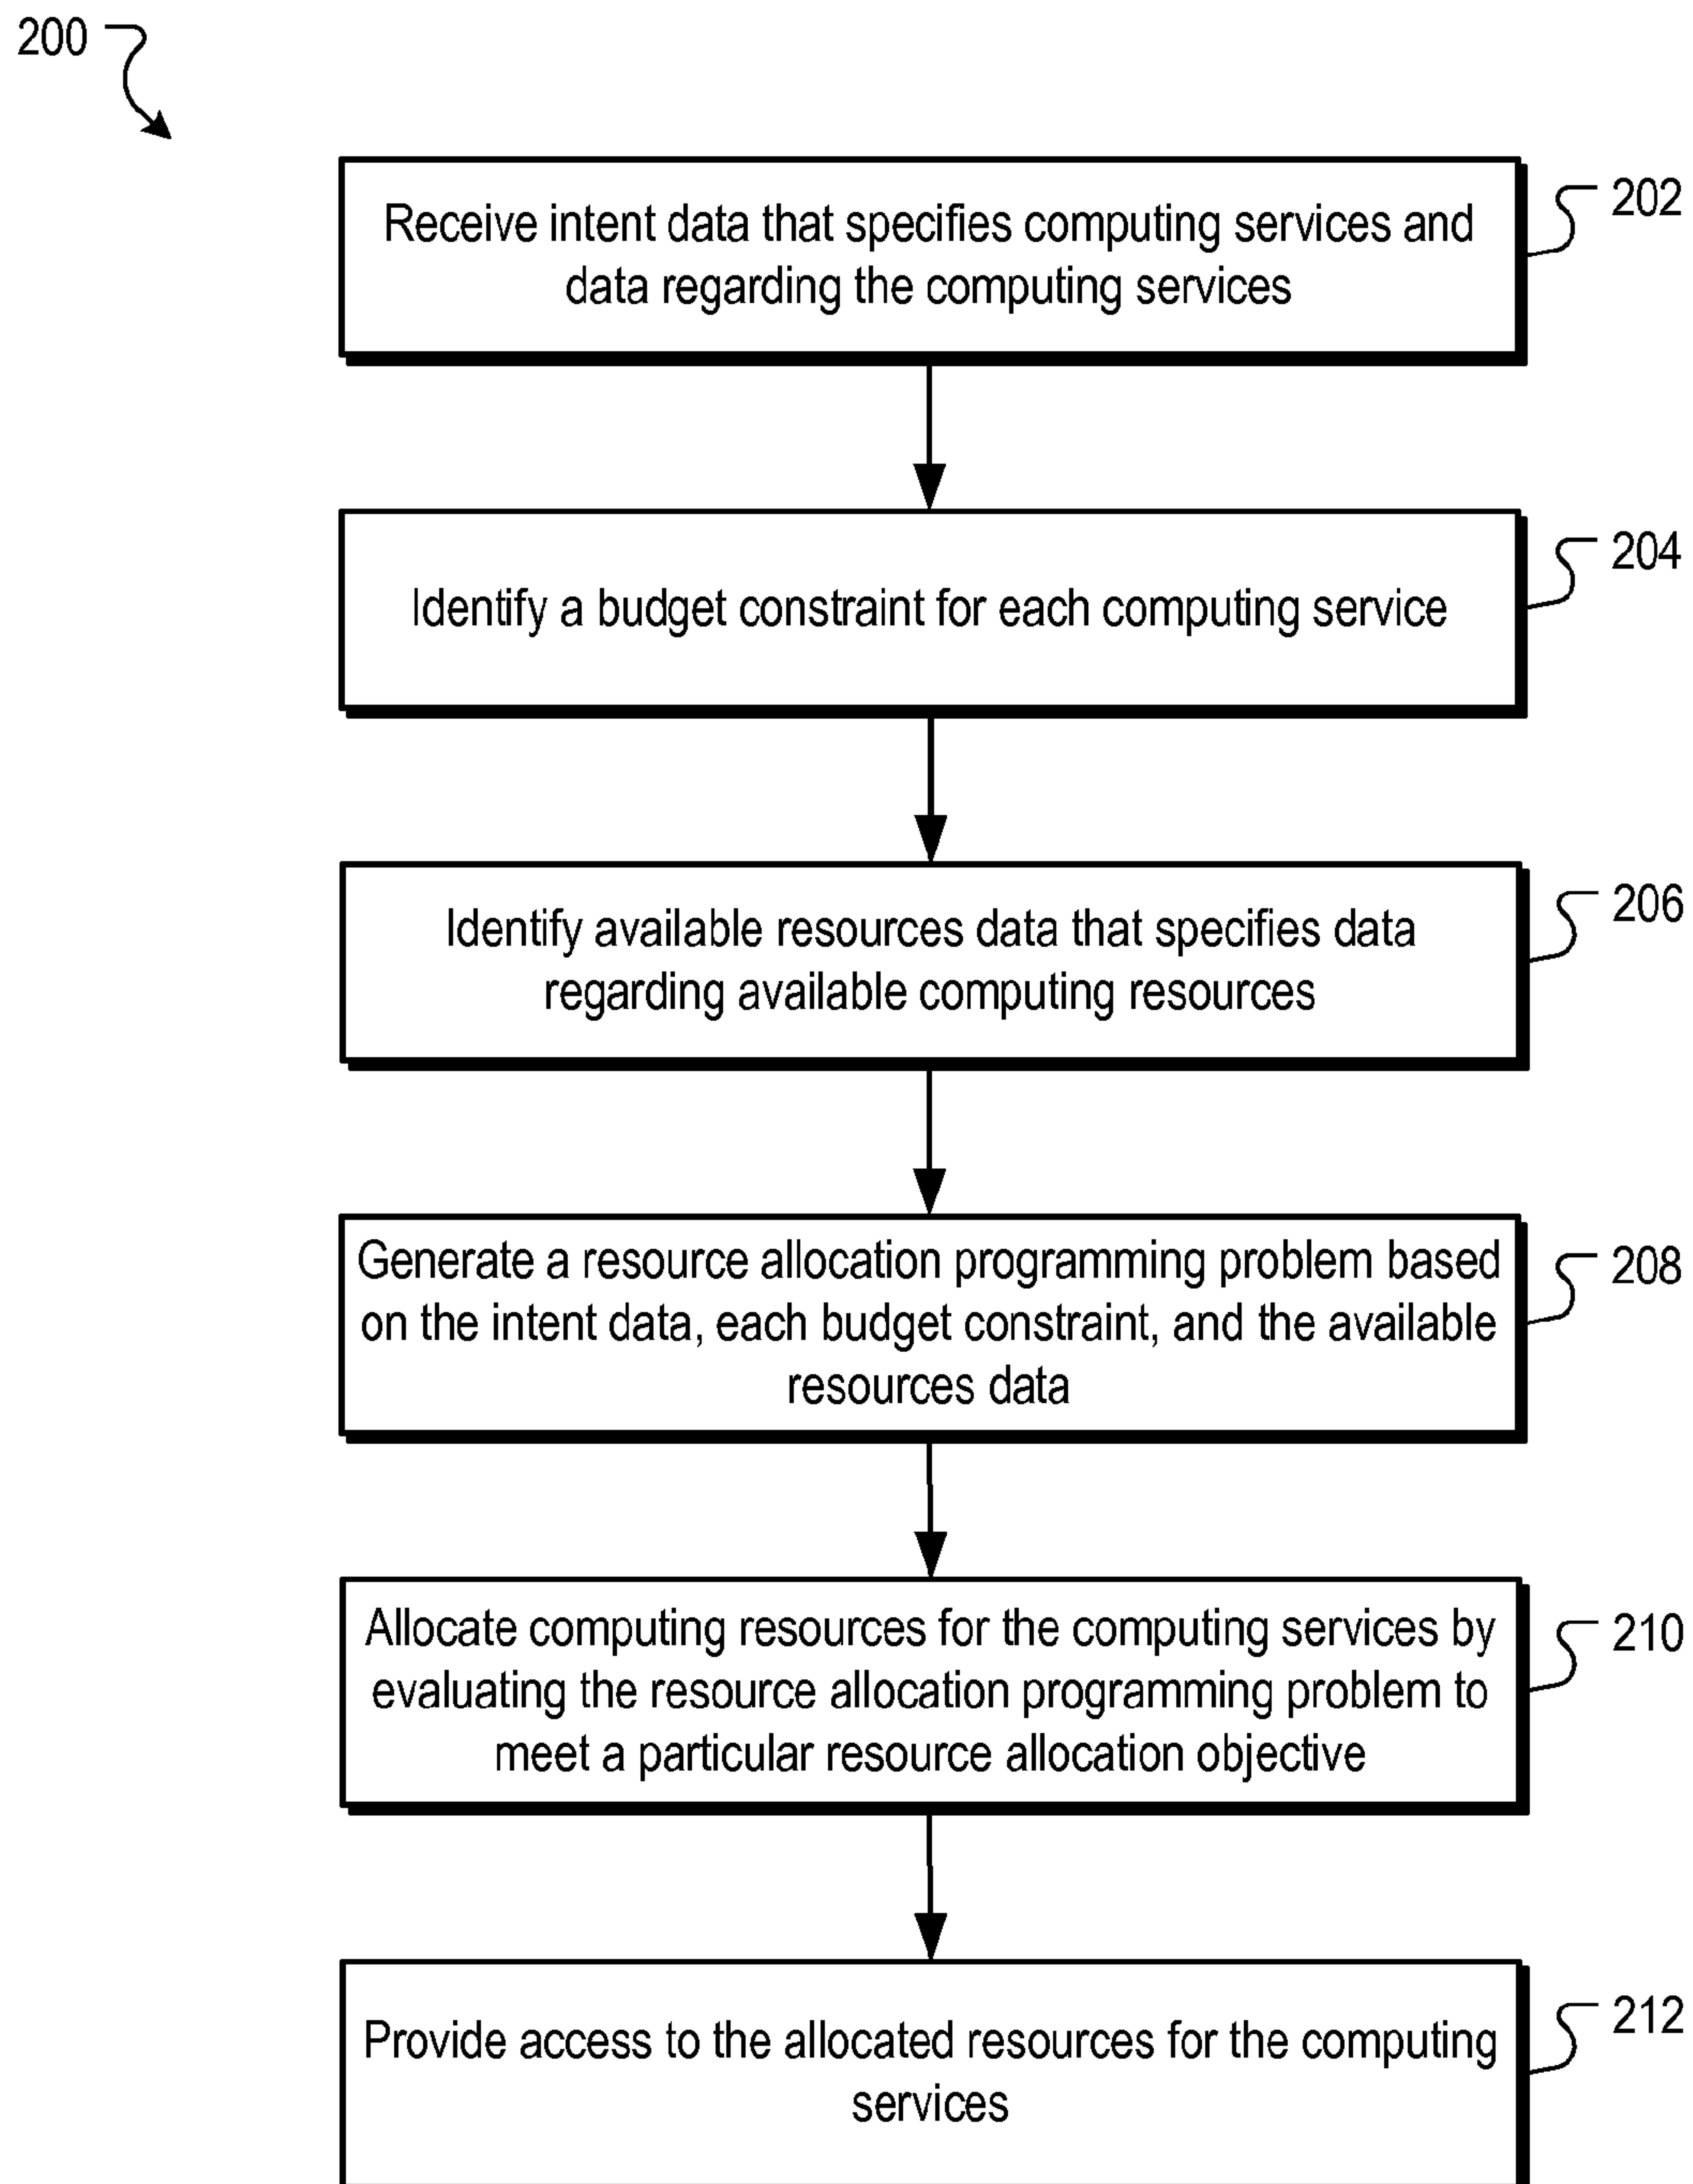 200
Receive intent data that specifies computing services and
data regarding the computing services
202
Identify a budget constraint for each computing service
204
Identify available resources data that specifies data
regarding available computing resources
206
Generate a resource allocation programming problem based
on the intent data, each budget constraint, and the available
resources data
208
Allocate computing resources for the computing services by
evaluating the resource allocation programming problem to
meet a particular resource allocation objective
210
Provide access to the allocated resources for the computing
services
212